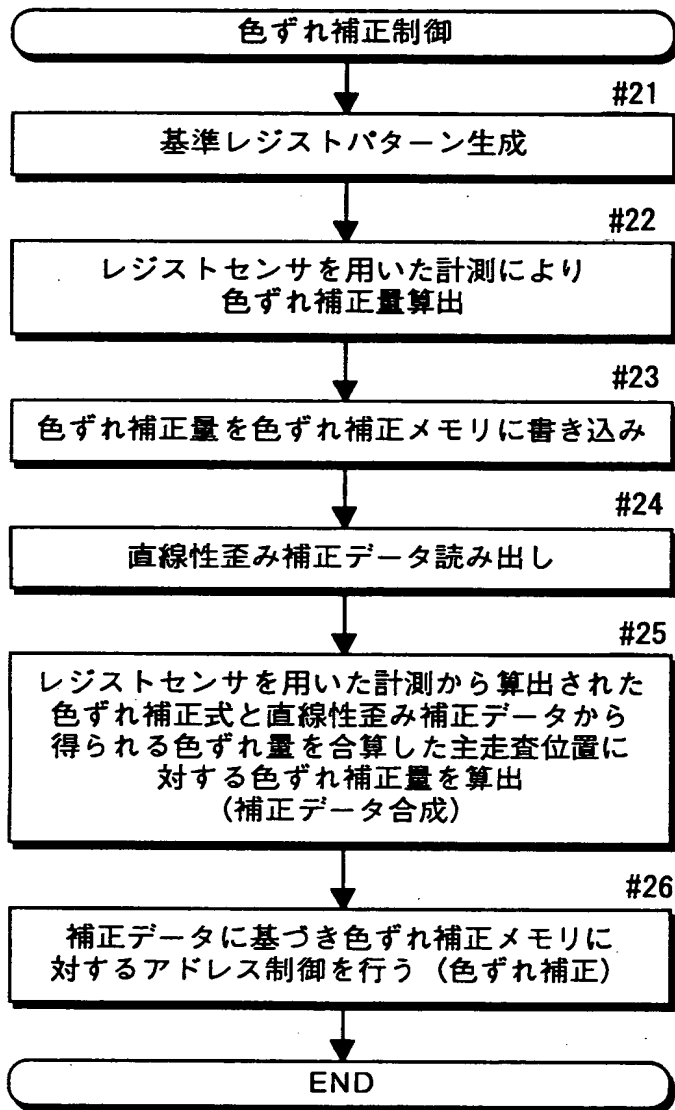 色ずれ補正制御
#21
基準レジストパターン生成
#22
レジストセンサを用いた計測により
色ずれ補正量算出
#23
色ずれ補正量を色ずれ補正メモリに書き込み
#24
直線性歪み補正データ読み出し
#25
レジストセンサを用いた計測から算出された
色ずれ補正式と直線性歪み補正データから
得られる色ずれ量を合算した主走査位置に
対する色ずれ補正量を算出
(補正データ合成)
#26
補正データに基づき色ずれ補正メモリに
対するアドレス制御を行う(色ずれ補正)
END